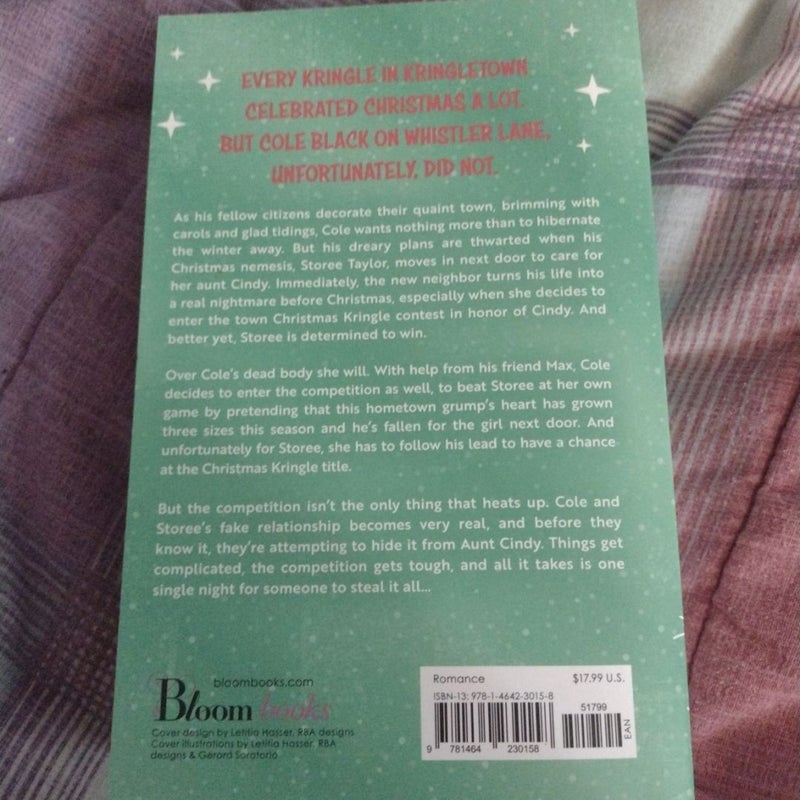 EVERY KRINGLE IN KRINGLETOWN
CELEBRATED CHRISTMAS A LOT.
BUT COLE BLACK ON WHISTLER LANE,
UNFORTUNATELY, DID NOT.
As his fellow citizens decorate their quaint town, brimming with
carols and glad tidings, Cole wants nothing more than to hibernate
the winter away. But his dreary plans are thwarted when his
Christmas nemesis, Storee Taylor, moves in next door to care for
her aunt Cindy. Immediately, the new neighbor turns his life into
a real nightmare before Christmas, especially when she decides to
enter the town Christmas Kringle contest in honor of Cindy. And
better yet, Storee is determined to win.
Over Cole's dead body she will. With help from his friend Max, Cole
decides to enter the competition as well, to beat Storee at her own
game by pretending that this hometown grump's heart has grown
three sizes this season and he's fallen for the girl next door. And
unfortunately for Storee, she has to follow his lead to have a chance
at the Christmas Kringle title.
But the competition isn't the only thing that heats up. Cole and
Storee's fake relationship becomes very real, and before they
know it, they're attempting to hide it from Aunt Cindy. Things get
complicated, the competition gets tough, and all it takes is one
single night for someone to steal it all...
bloombooks.com
Bloom books
Cover design by Letitia Hasser, RBA designs
Cover illustrations by Letitia Hasser, RBA
designs & Gerard Soratorio
Romance $17.99 U.S.
ISBN-13: 978-1-4642-3015-8
51799
EAN
9 781464 230158